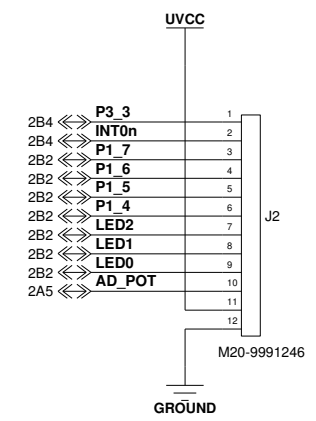 UVCC
2B4 P3_3 1
2B4 INT0n 2
2B2 P1_7 3
2B2 P1_6 4
2B2 P1_5 5
2B2 P1_4 6
2B2 LED2 7
2B2 LED1 8
2B2 LED0 9
2A5 AD_POT 10
11
12
J2
M20-9991246
GROUND